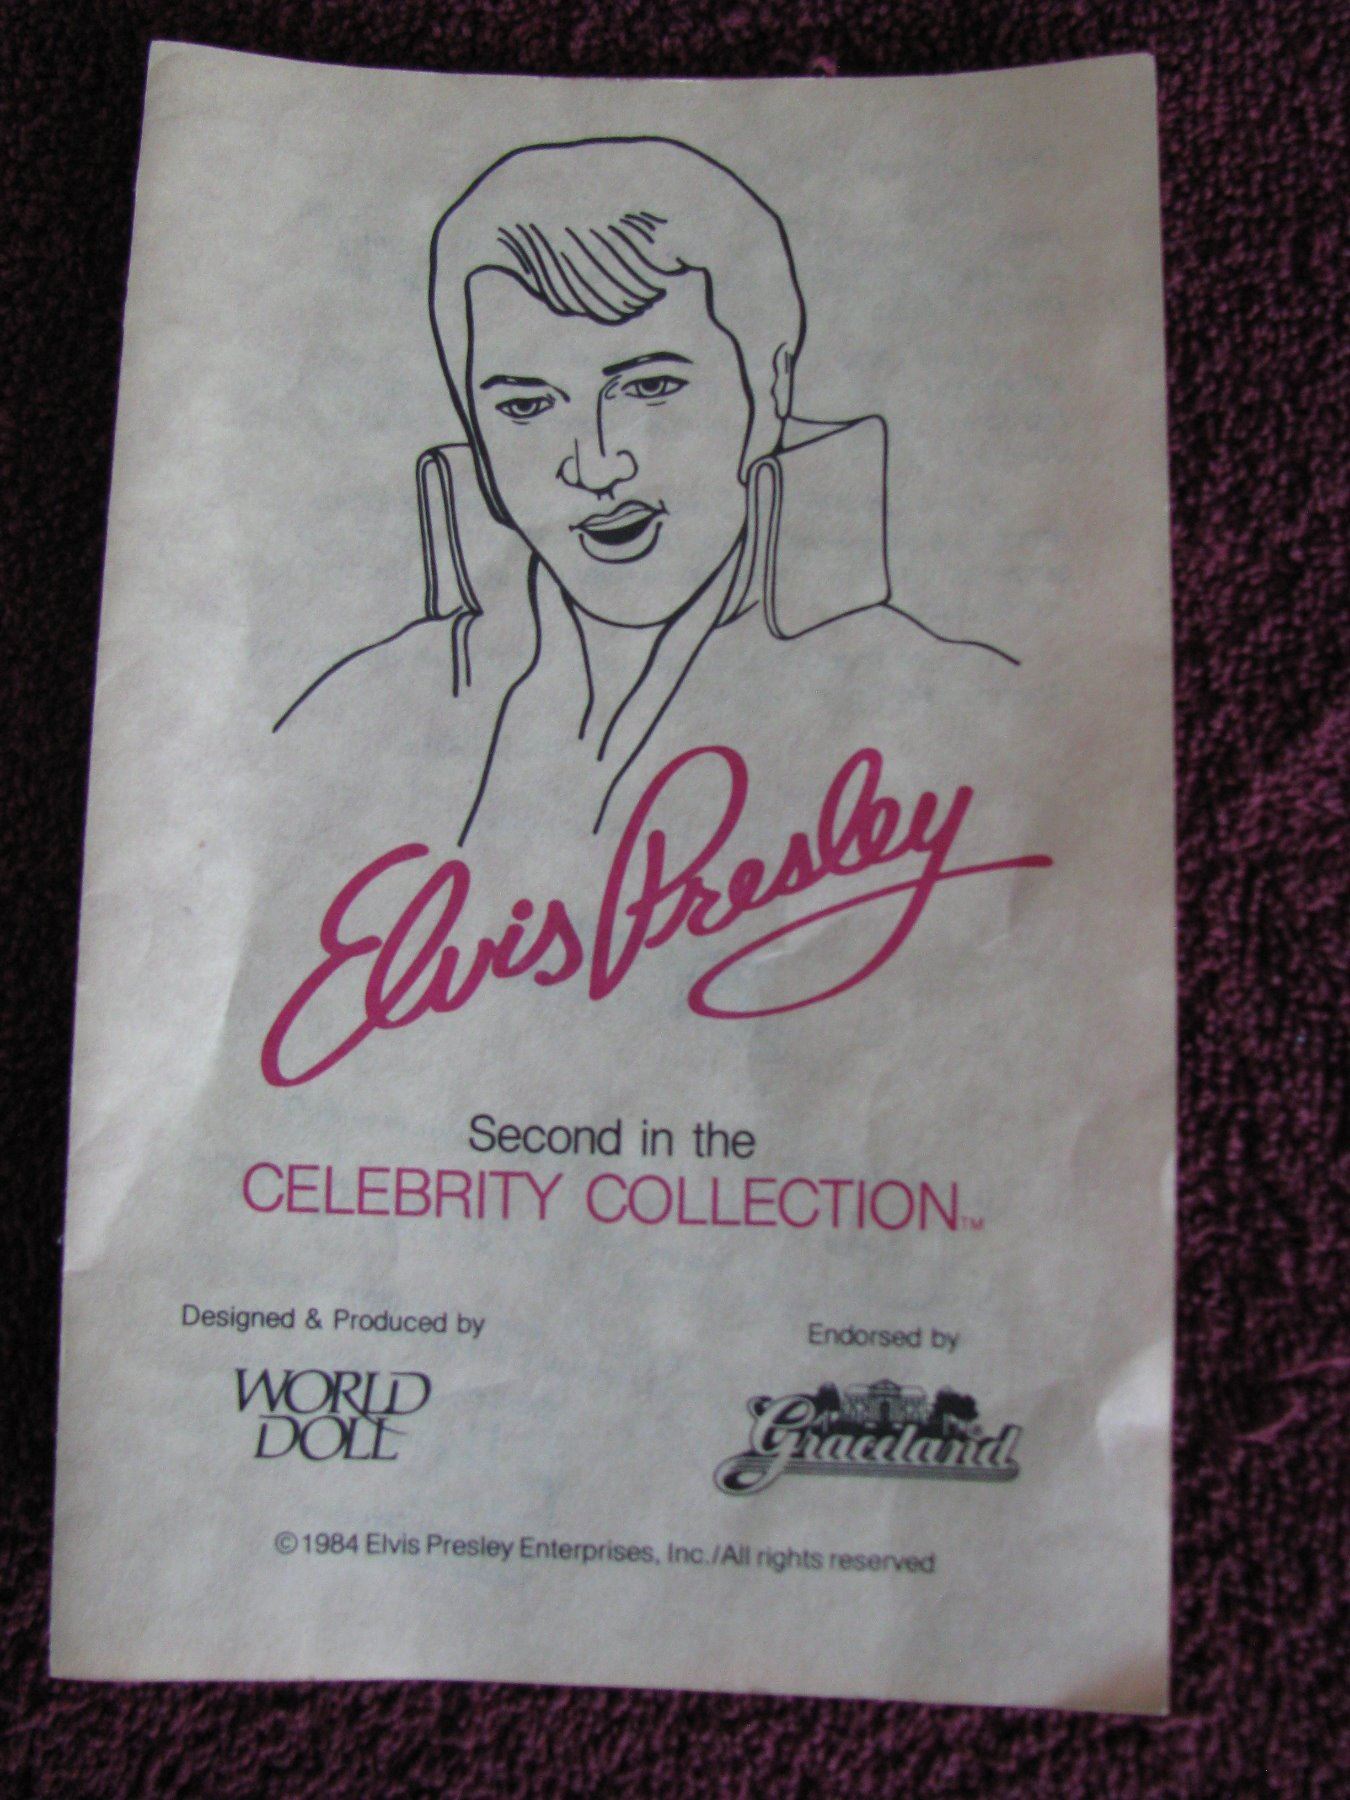 Elvis Presley
Second in the
CELEBRITY COLLECTION™
Designed & Produced by
WORLD
DOLL
Endorsed by
Graceland®
©1984 Elvis Presley Enterprises, Inc./All rights reserved